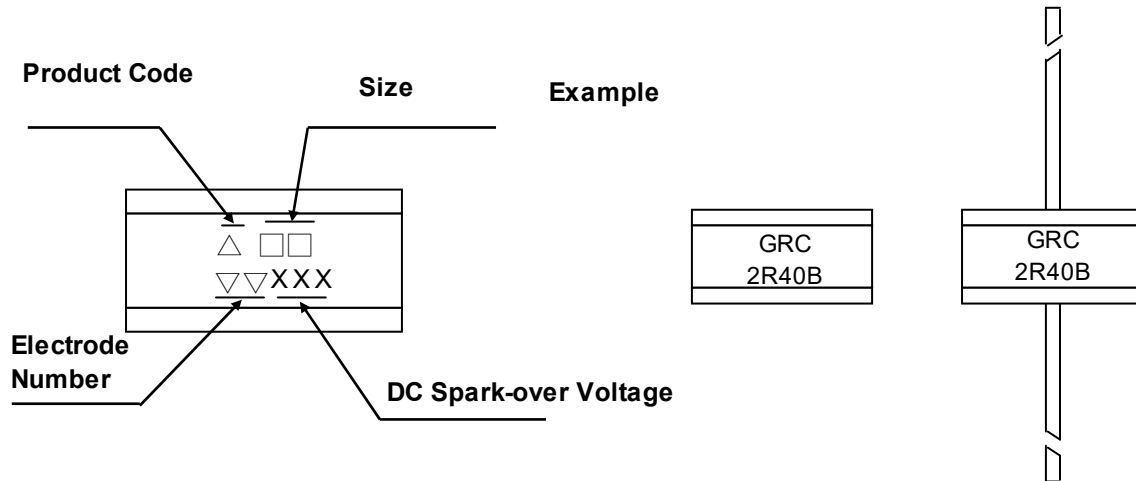 Product Code
Size
Example
△ □□
▽▽XXX
Electrode
Number
DC Spark-over Voltage
GRC
2R40B
GRC
2R40B